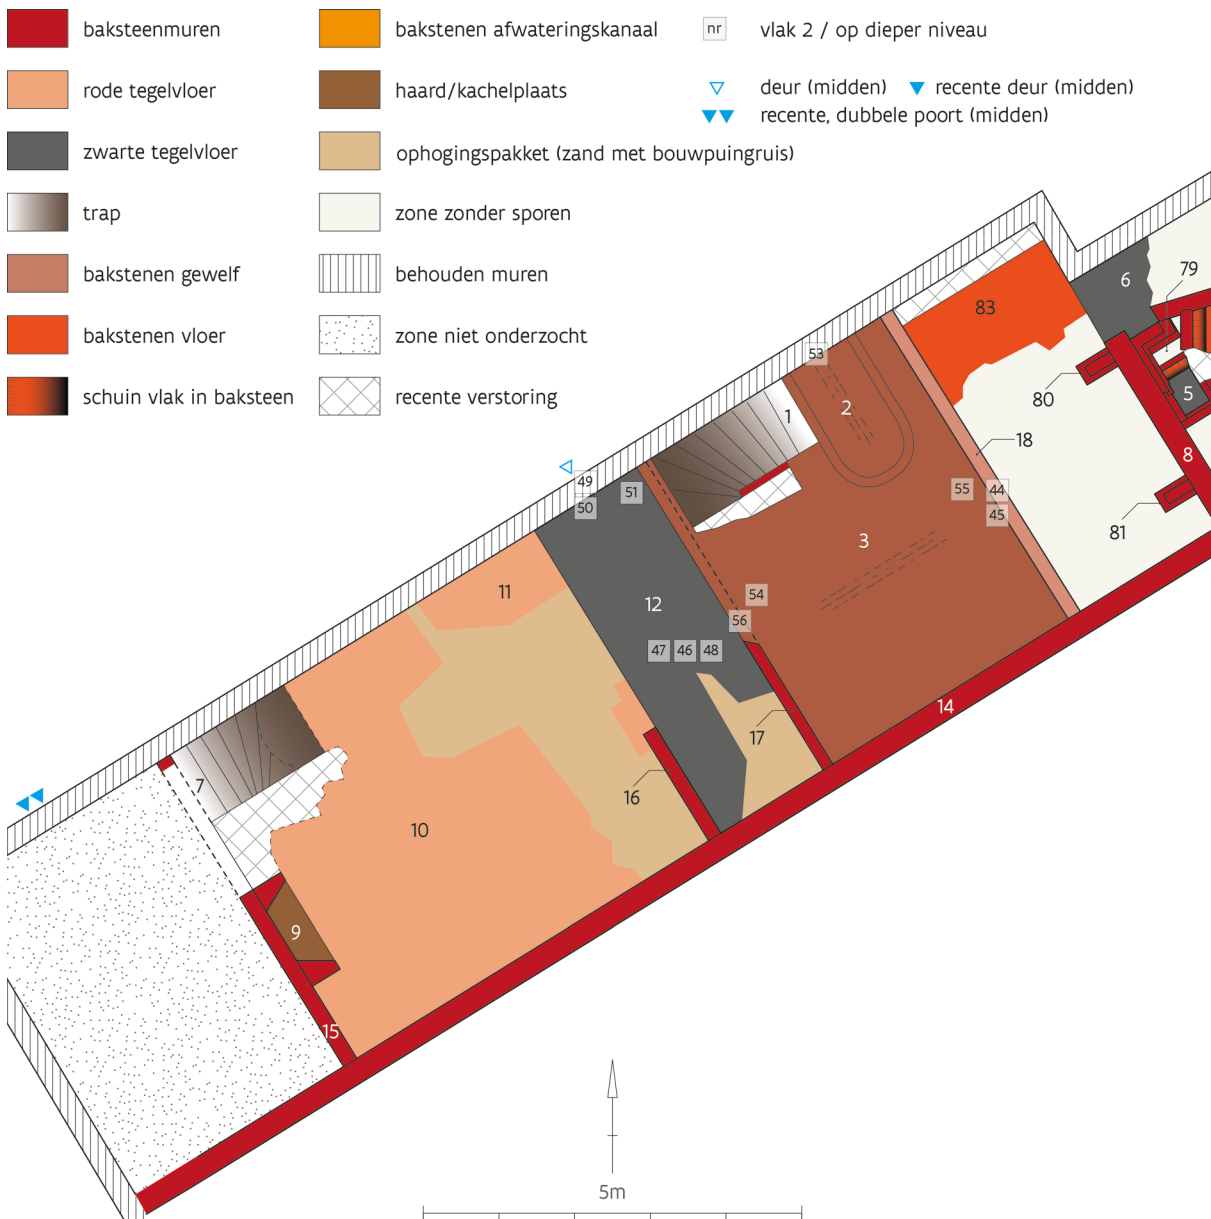 baksteenmuren
rode tegelvloer
zwarte tegelvloer
trap
bakstenen gewelf
bakstenen vloer
schuin vlak in baksteen
bakstenen afwateringskanaal
haard/kachelplaats
ophogingspakket (zand met bouwpuingruis)
zone zonder sporen
behouden muren
zone niet onderzocht
recente verstoring
nr vlak 2 / op dieper niveau
deur (midden) recente deur (midden)
recente, dubbele poort (midden)
79
6
83
53
5
80
2
1
18
8
49
51
55
44
50
45
81
3
11
54
12
56
47 46 48
14
17
7
16
10
9
15
5m